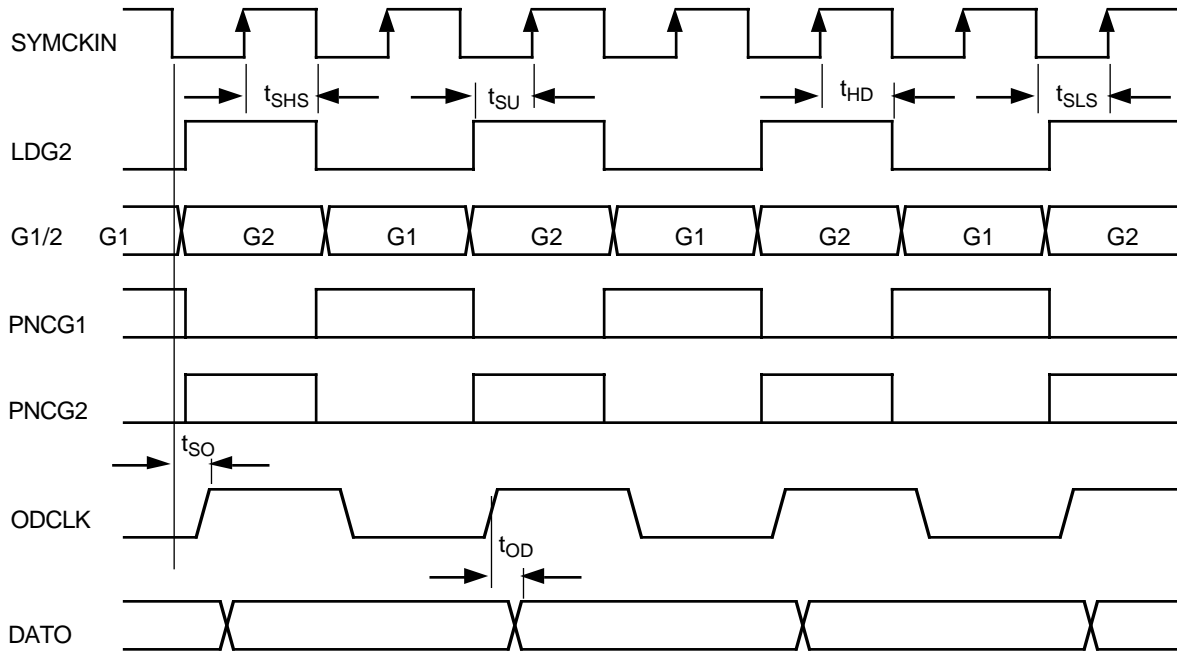 SYMCKIN
tSHS tSU tHD tSLS
LDG2
G1/2 G1 G2 G1 G2 G1 G2 G1 G2
PNCG1
PNCG2
tSO
ODCLK
tOD
DATO